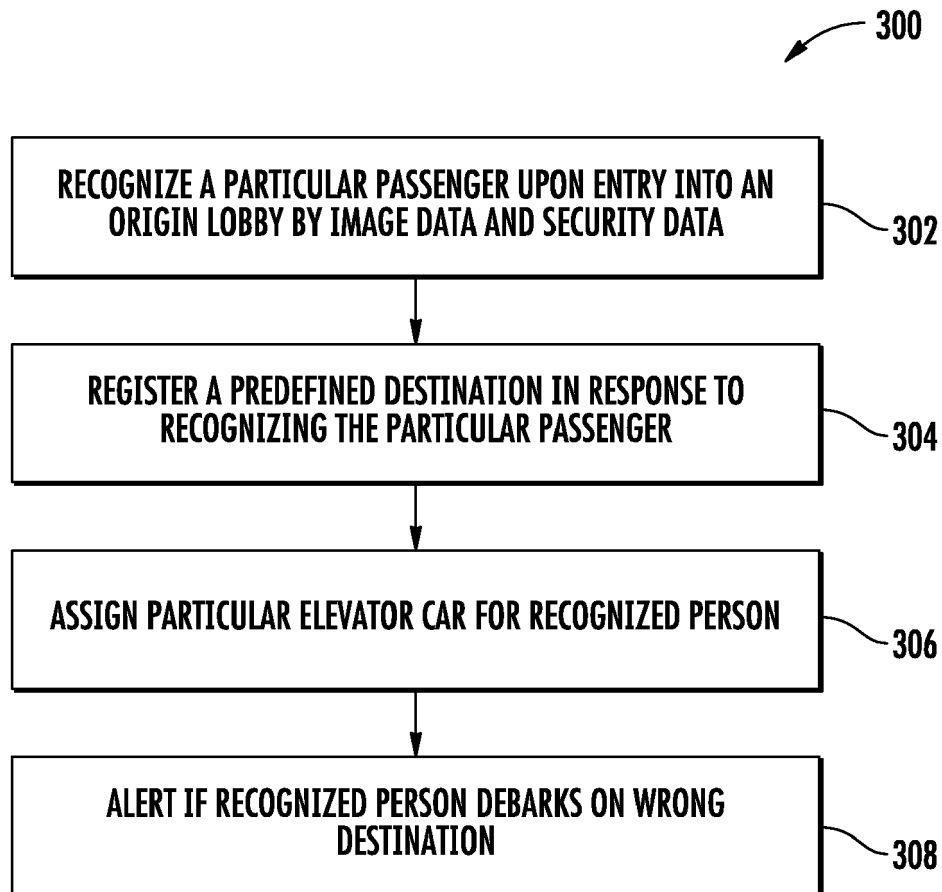 300
RECOGNIZE A PARTICULAR PASSENGER UPON ENTRY INTO AN
ORIGIN LOBBY BY IMAGE DATA AND SECURITY DATA
302
REGISTER A PREDEFINED DESTINATION IN RESPONSE TO
RECOGNIZING THE PARTICULAR PASSENGER
304
ASSIGN PARTICULAR ELEVATOR CAR FOR RECOGNIZED PERSON
306
ALERT IF RECOGNIZED PERSON DEBARKS ON WRONG
DESTINATION
308